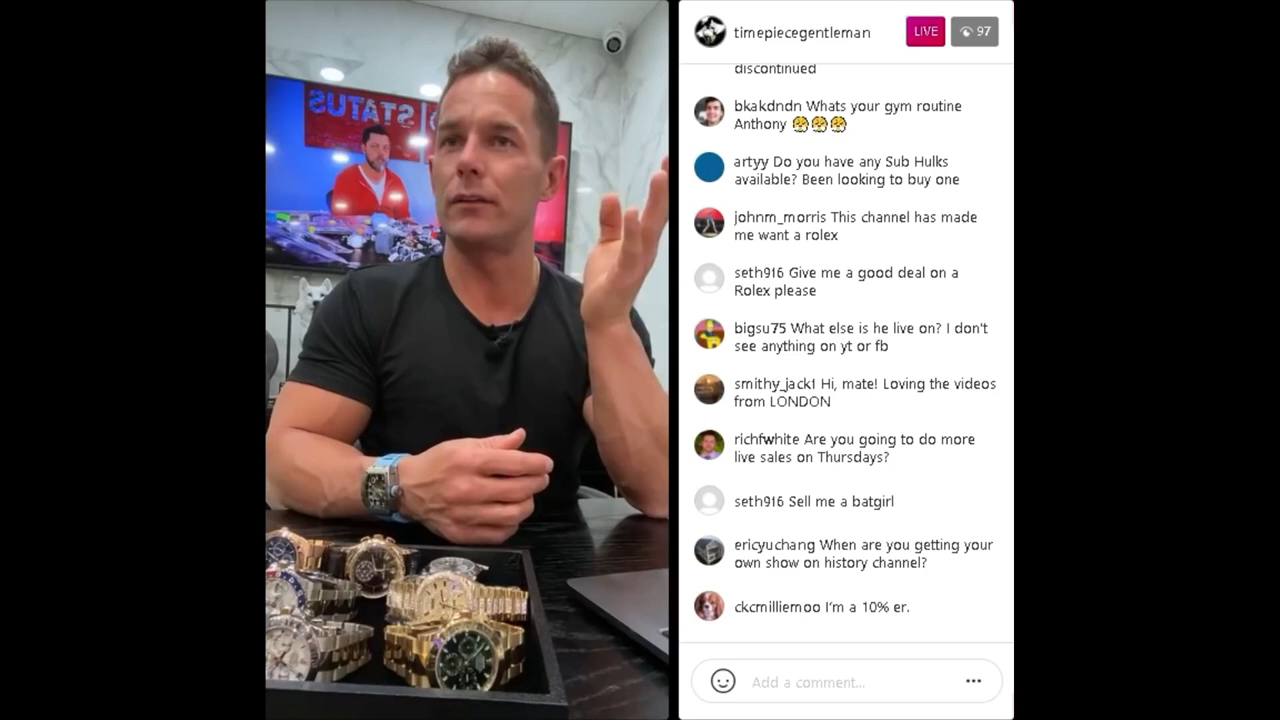 STATUS
timepiecegentleman
LIVE
97
discontinued
bkakdndn Whats your gym routine
Anthony
artyy Do you have any Sub Hulks
available? Been looking to buy one
johnm_morris This channel has made
me want a rolex
seth916 Give me a good deal on a
Rolex please
bigsu75 What else is he live on? I don't
see anything on yt or fb
smithy_jack1 Hi, mate! Loving the videos
from LONDON
richfwhite Are you going to do more
live sales on Thursdays?
seth916 Sell me a batgirl
ericyuchang When are you getting your
own show on history channel?
ckcmilliernoo I'm a 10% er.
Add a comment...